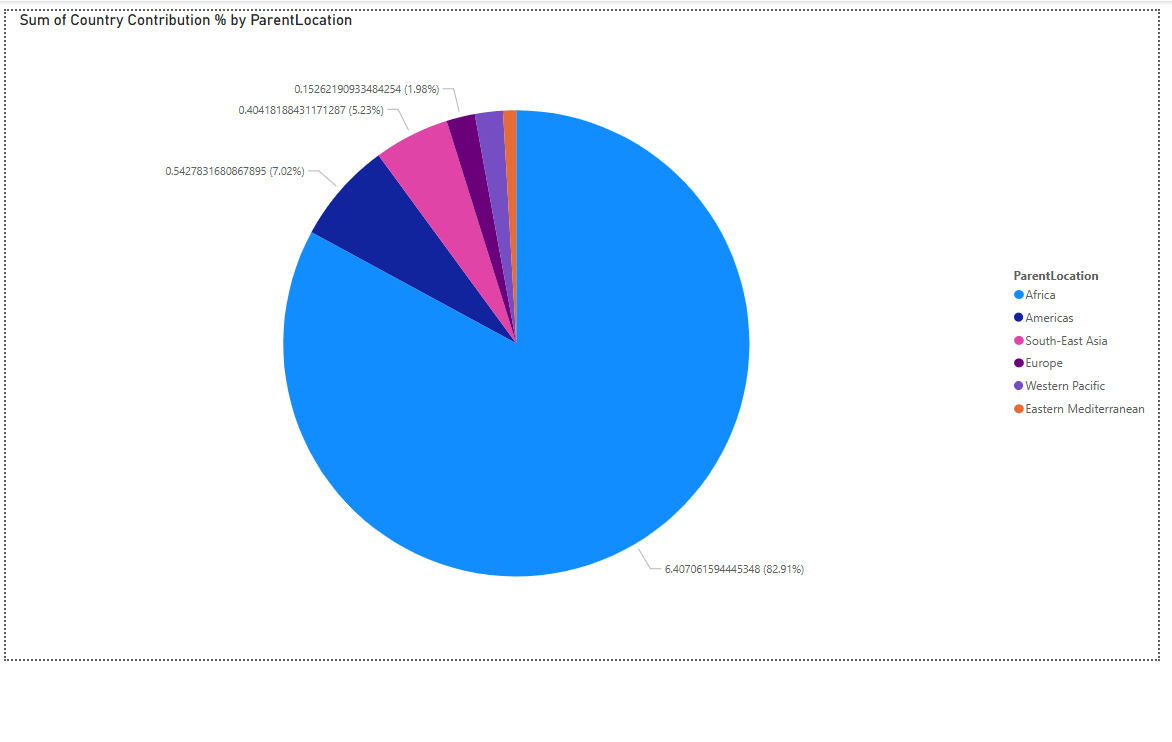 Sum of Country Contribution % by ParentLocation
0.15262190933484254 (1.98%)
0.40418188431171287 (5.23%)
0.5427831680867895 (7.02%)
6.407061594445348 (82.91%)
ParentLocation
Africa
Americas
South-East Asia
Europe
Western Pacific
Eastern Mediterranean